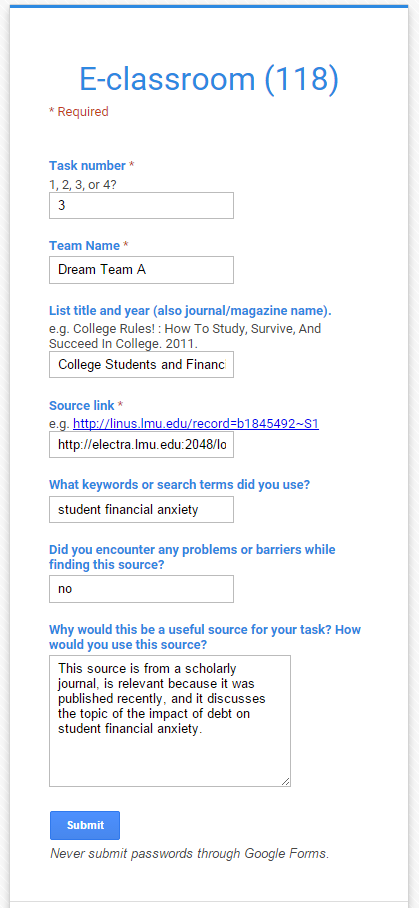 E-classroom (118)
* Required
Task number *
1, 2, 3, or 4?
3
Team Name *
Dream Team A
List title and year (also journal/magazine name).
e.g. College Rules! : How To Study, Survive, And
Succeed In College. 2011.
College Students and Financ
Source link *
e.g. http://linus.lmu.edu/record=b1845492~S1
http://electra.lmu.edu:2048/lo
What keywords or search terms did you use?
student financial anxiety
Did you encounter any problems or barriers while
finding this source?
no
Why would this be a useful source for your task? How
would you use this source?
This source is from a scholarly
journal, is relevant because it was
published recently, and it discusses
the topic of the impact of debt on
student financial anxiety.
Submit
Never submit passwords through Google Forms.